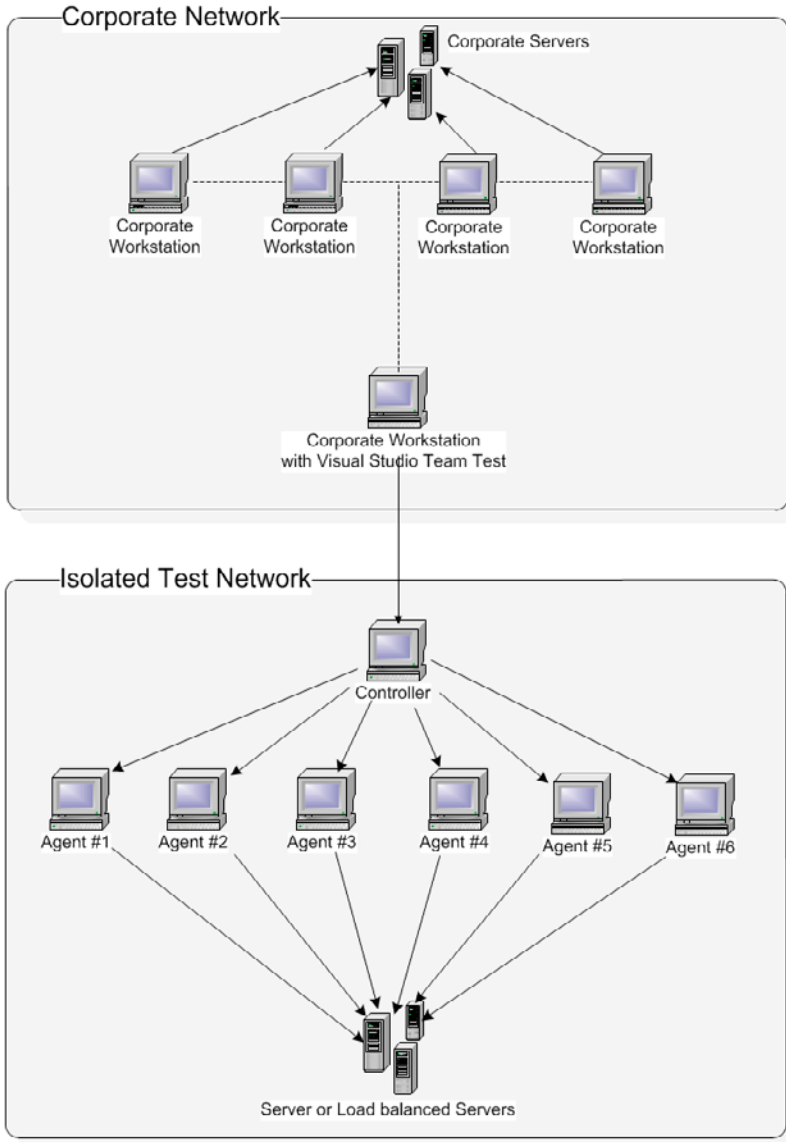 Corporate Network
Corporate Servers
Corporate
Workstation
Corporate
Workstation
Corporate
Workstation
Corporate
Workstation
Corporate Workstation
with Visual Studio Team Test
Isolated Test Network
Controller
Agent #1
Agent #2
Agent #3
Agent #4
Agent #5
Agent #6
Server or Load balanced Servers